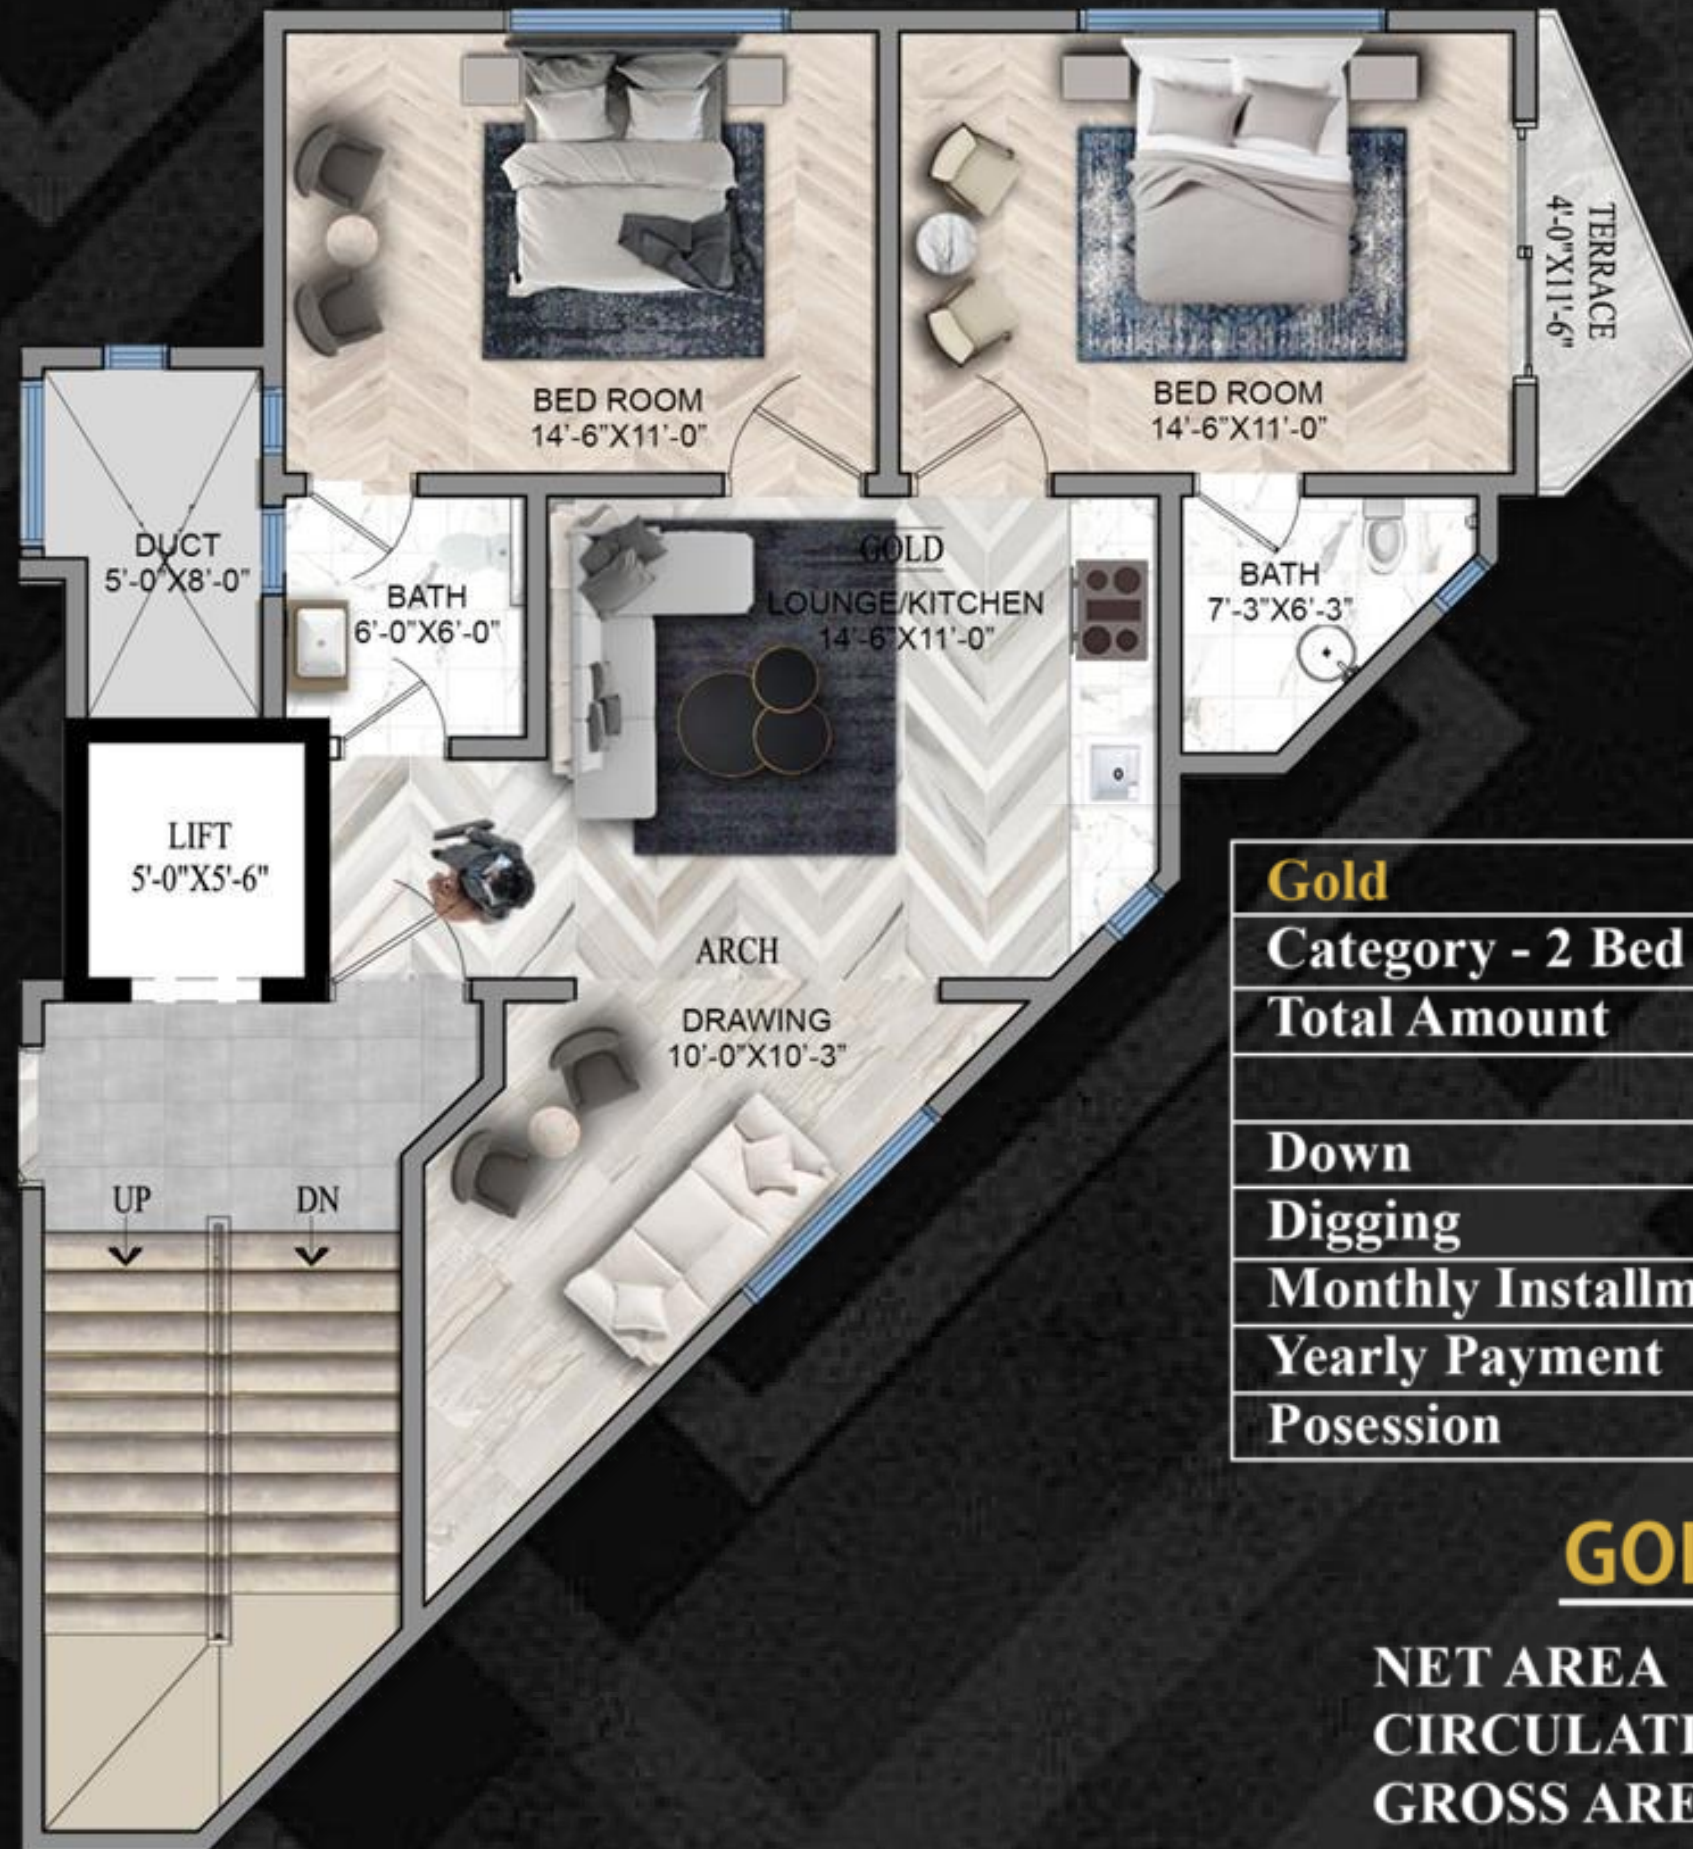 BED ROOM
14'-6"X11'-0"
BED ROOM
14'-6"X11'-0"
TERRACE
4'-0"X11'-6"
DUCT
5'-0"X8'-0"
BATH
6'-0"X6'-0"
GOLD
LOUNGE/KITCHEN
14'-6"X11'-0"
BATH
7'-3"X6'-3"
LIFT
5'-0"X5'-6"
ARCH
DRAWING
10'-0"X10'-3"
UP
DN
Gold
Category - 2 Bed
Total Amount
Down
Digging
Monthly Installm
Yearly Payment
Posession
GOL
NET AREA
CIRCULATI
GROSS ARE